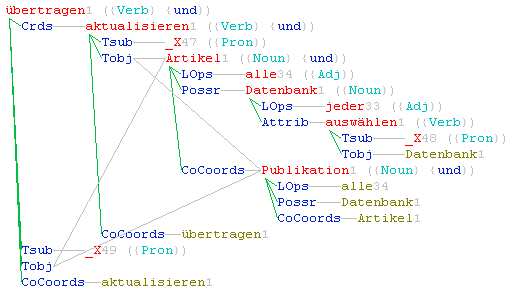 übertragen1 ((Verb) (und))
Crds aktualisieren1 ((Verb) (und))
Tsub _X47 ((Pron))
Tobj Artikel1 ((Noun) (und))
LOps alle34 ((Adj))
Possr Datenbank1 ((Noun))
LOps jeder33 ((Adj))
Attrib auswählen1 ((Verb))
Tsub _X48 ((Pron))
Tobj Datenbank1
CoCoords Publikation1 ((Noun) (und))
LOps alle34
Possr Datenbank1
CoCoords Artikel1
CoCoords übertragen1
Tsub _X49 ((Pron))
Tobj
CoCoords aktualisieren1